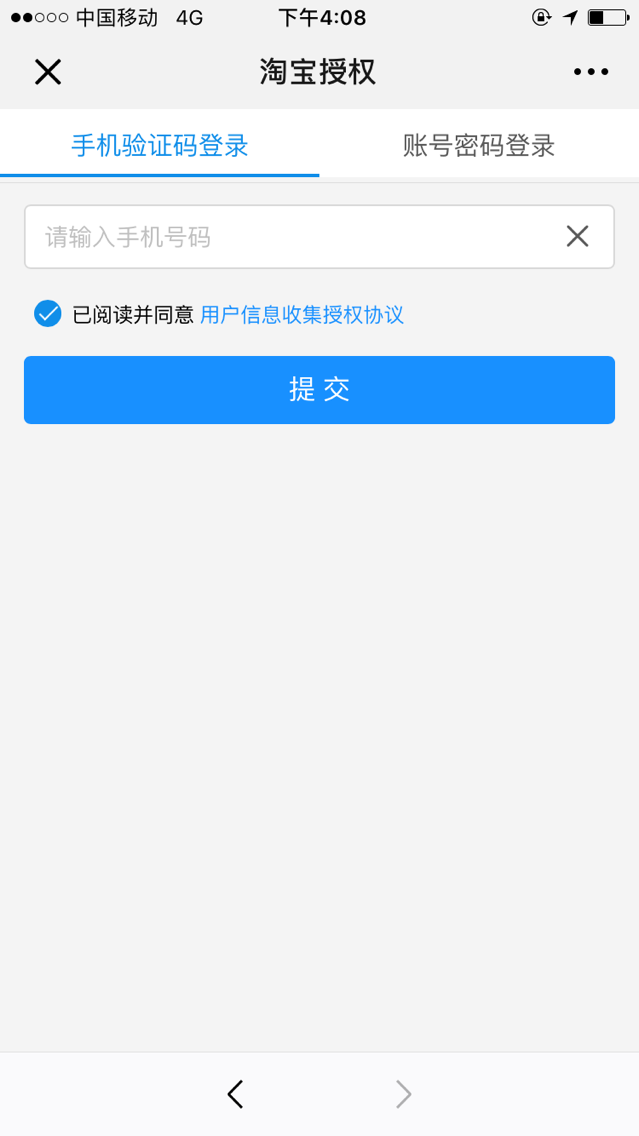 中国移动 4G 下午4:08
淘宝授权
手机验证码登录 账号密码登录
请输入手机号码
已阅读并同意 用户信息收集授权协议
提 交